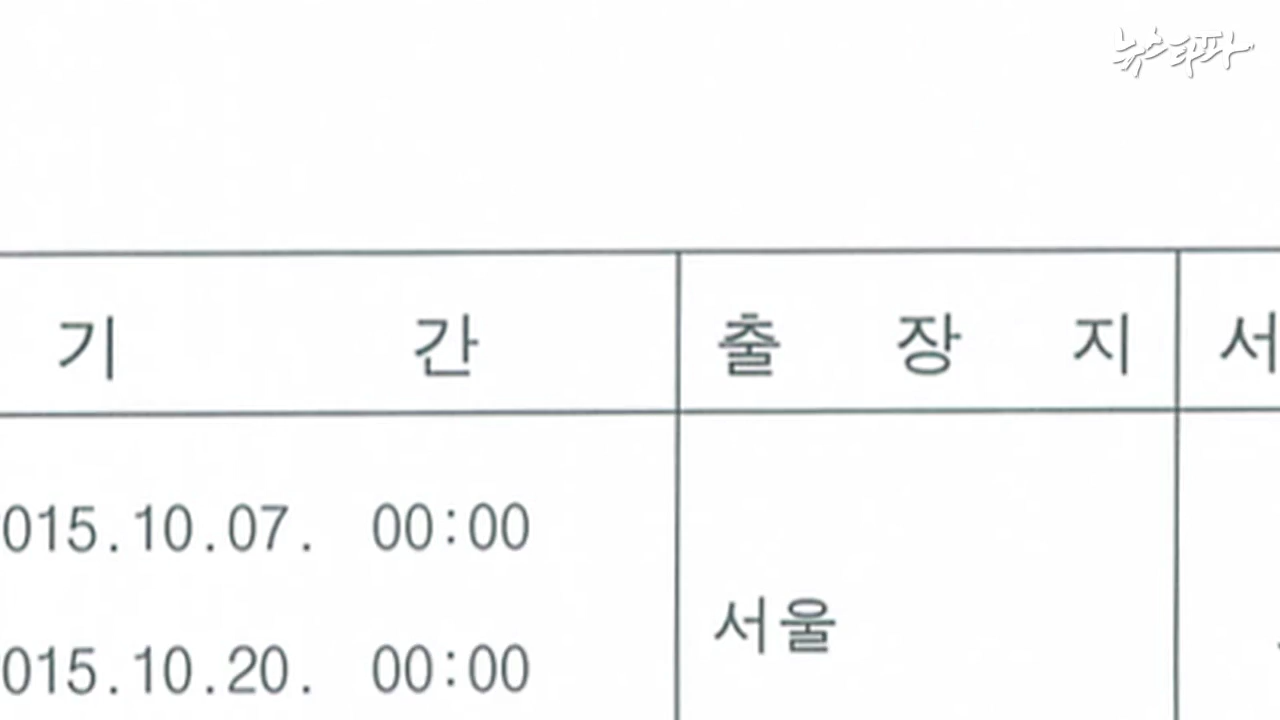 뉴스타파
기 간 출 장 지 서
015.10.07. 00:00
서울
015.10.20. 00:00